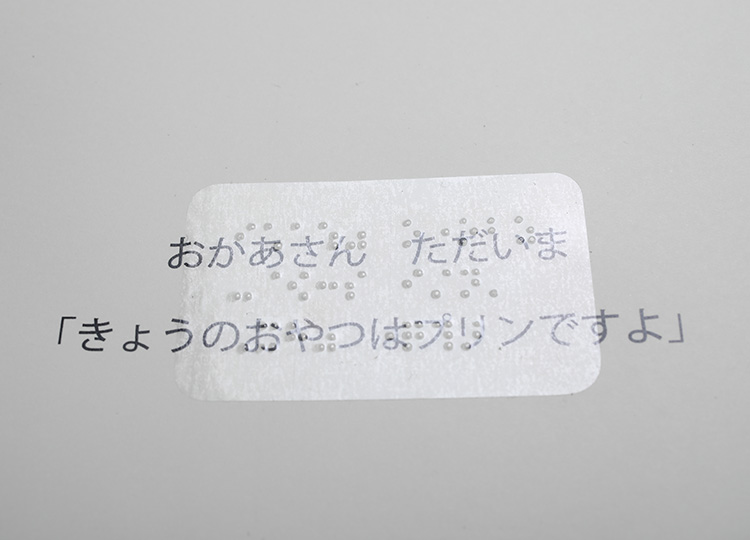 おかあさん ただいま
「きょうのおやつはプリンですよ」